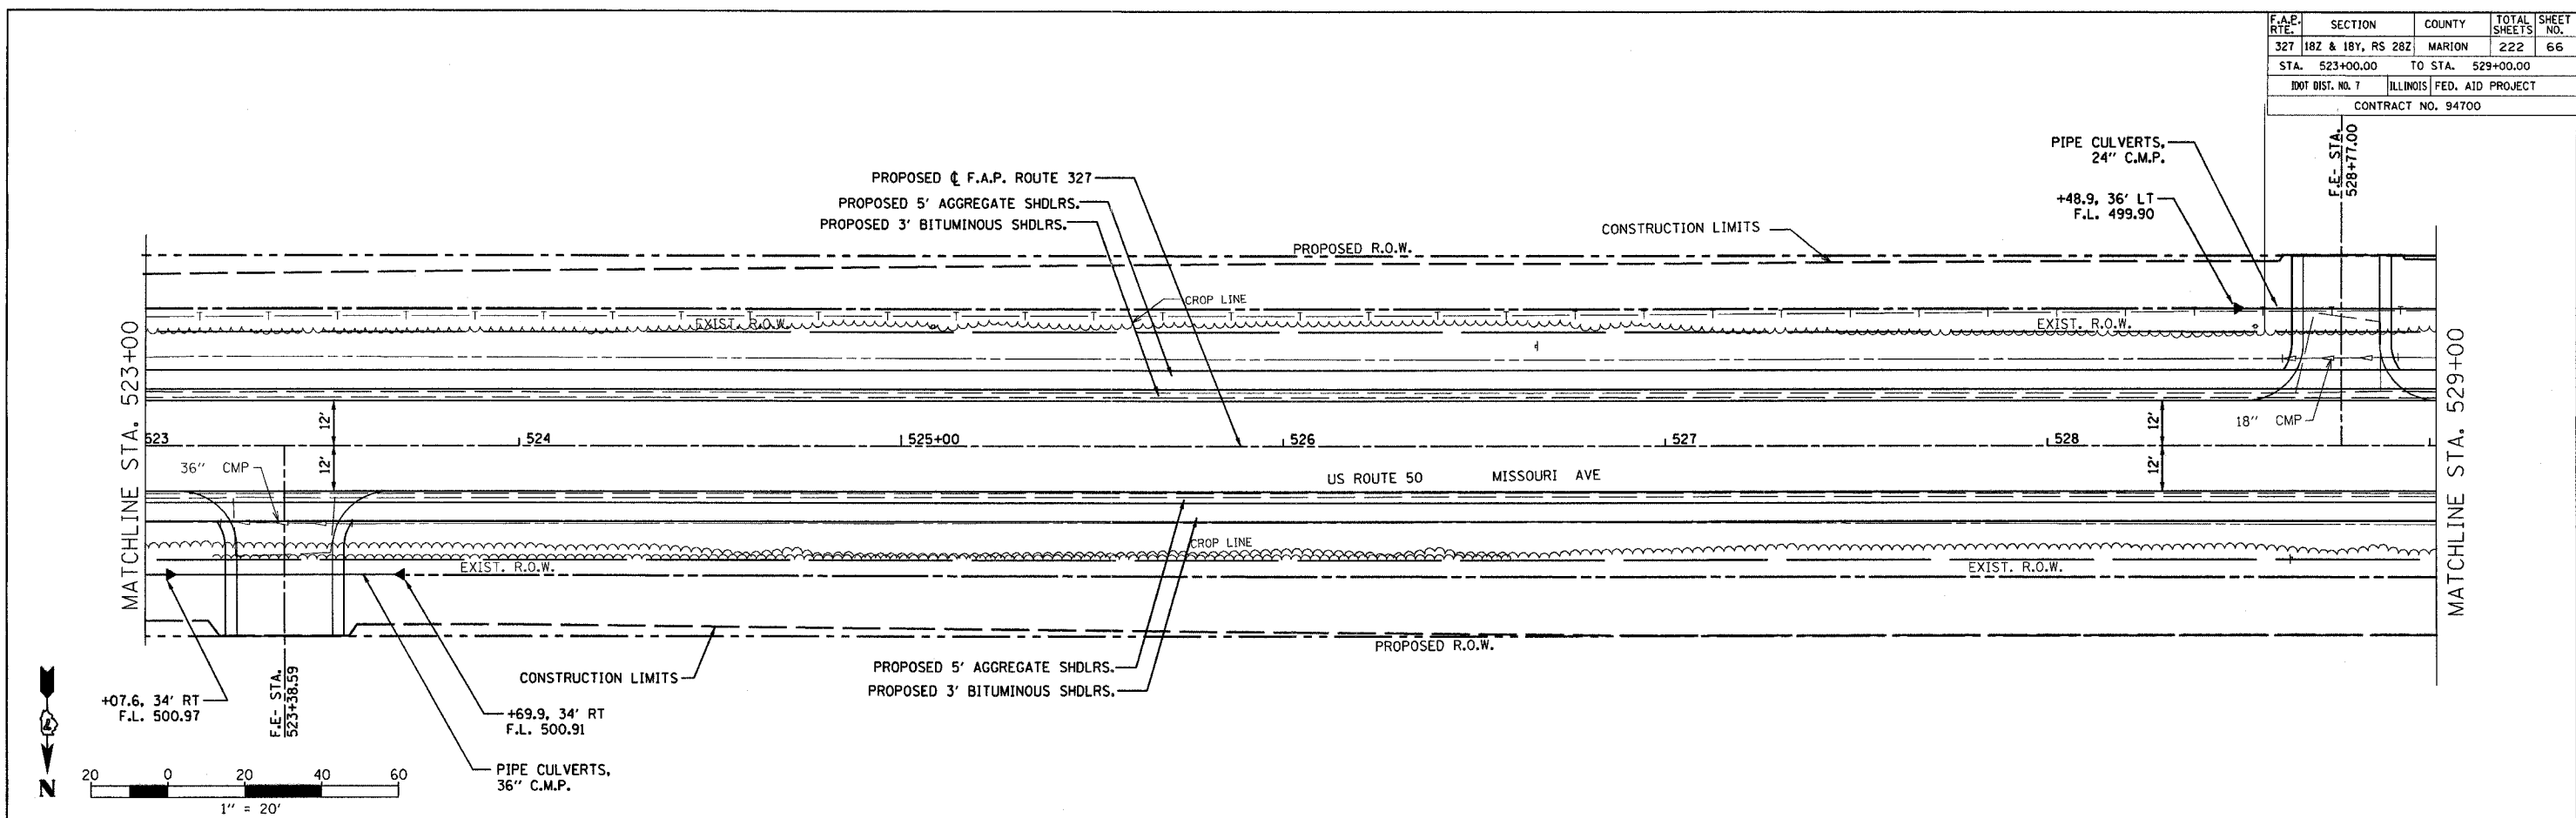 F.A.P. RTE. SECTION COUNTY TOTAL SHEETS SHEET NO.
327 18Z & 18Y, RS 28Z MARION 222 66
STA. 523+00.00 TO STA. 529+00.00
IDOT DIST. NO. 7 ILLINOIS FED. AID PROJECT
CONTRACT NO. 94700
PIPE CULVERTS,
24" C.M.P.
F.E- STA.
528+77.00
PROPOSED ℄ F.A.P. ROUTE 327
PROPOSED 5' AGGREGATE SHDLRS.
PROPOSED 3' BITUMINOUS SHDLRS.
+48.9, 36' LT
F.L. 499.90
CONSTRUCTION LIMITS
PROPOSED R.O.W.
CROP LINE
EXIST. R.O.W.
EXIST. R.O.W.
MATCHLINE STA. 523+00
MATCHLINE STA. 529+00
12'
12'
18" CMP
523
524
525+00
526
527
528
36" CMP
12'
12'
US ROUTE 50 MISSOURI AVE
CROP LINE
EXIST. R.O.W.
EXIST. R.O.W.
PROPOSED R.O.W.
PROPOSED 5' AGGREGATE SHDLRS.
PROPOSED 3' BITUMINOUS SHDLRS.
CONSTRUCTION LIMITS
+07.6, 34' RT
F.L. 500.97
F.E- STA.
523+38.59
+69.9, 34' RT
F.L. 500.91
PIPE CULVERTS,
36" C.M.P.
N
20 0 20 40 60
1" = 20'